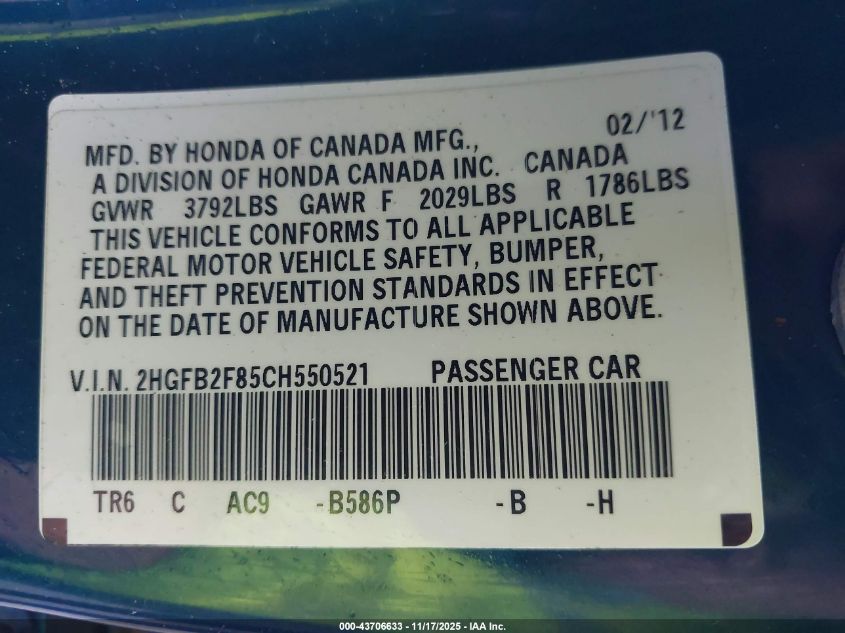 02/'12
MFD. BY HONDA OF CANADA MFG.,
A DIVISION OF HONDA CANADA INC. CANADA
GVWR 3792LBS GAWR F 2029LBS R 1786LBS
THIS VEHICLE CONFORMS TO ALL APPLICABLE
FEDERAL MOTOR VEHICLE SAFETY, BUMPER,
AND THEFT PREVENTION STANDARDS IN EFFECT
ON THE DATE OF MANUFACTURE SHOWN ABOVE.
V.I.N. 2HGFB2F85CH550521 PASSENGER CAR
TR6 C AC9 -B586P -B -H
000-43706633 - 11/17/2025 - IAA Inc.